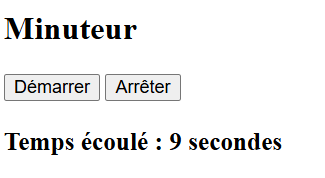 Minuteur
Démarrer Arrêter
Temps écoulé : 9 secondes